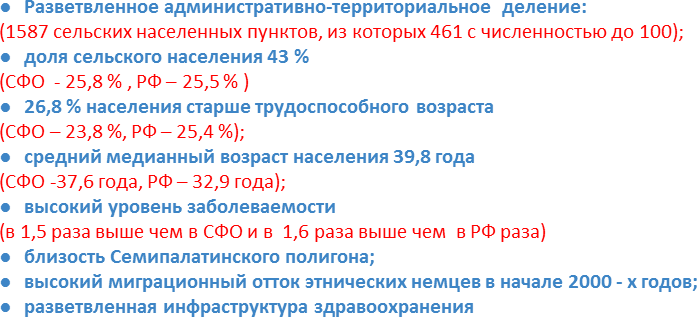 ● Разветвленное административно-территориальное деление:
(1587 сельских населенных пунктов, из которых 461 с численностью до 100);
● доля сельского населения 43 %
(СФО - 25,8 % , РФ – 25,5 % )
● 26,8 % населения старше трудоспособного возраста
(СФО – 23,8 %, РФ – 25,4 %);
● средний медианный возраст населения 39,8 года
(СФО -37,6 года, РФ – 32,9 года);
● высокий уровень заболеваемости
(в 1,5 раза выше чем в СФО и в 1,6 раза выше чем в РФ раза)
● близость Семипалатинского полигона;
● высокий миграционный отток этнических немцев в начале 2000 - х годов;
● разветвленная инфраструктура здравоохранения